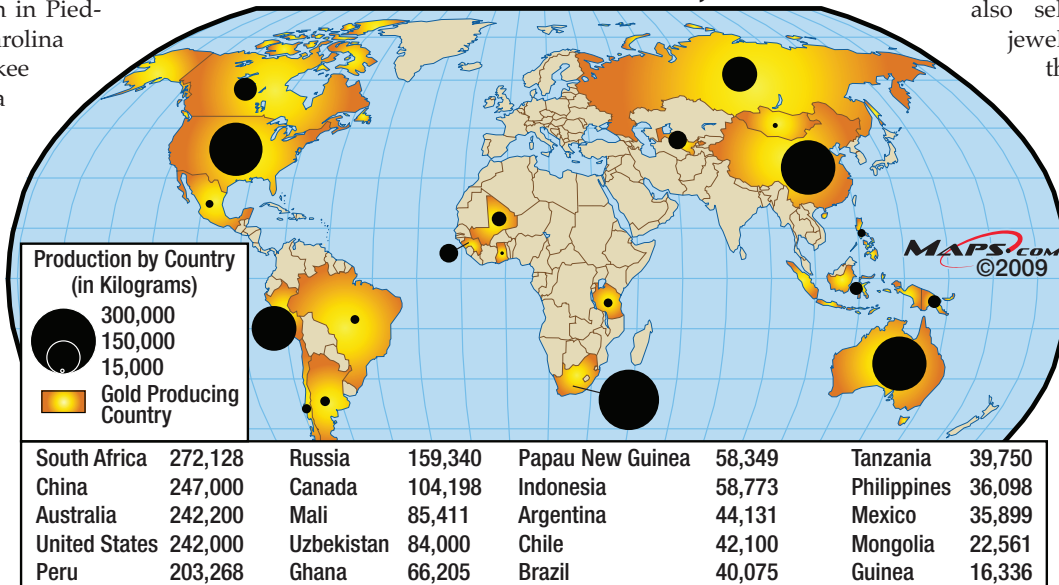 n in Pied-
arolina
kee
a
also sel
jewel
th
Production by Country
(in Kilograms)
300,000
150,000
15,000
Gold Producing
Country
MAPS.COM
©2009
South Africa 272,128 Russia 159,340 Papau New Guinea 58,349 Tanzania 39,750
China 247,000 Canada 104,198 Indonesia 58,773 Philippines 36,098
Australia 242,200 Mali 85,411 Argentina 44,131 Mexico 35,899
United States 242,000 Uzbekistan 84,000 Chile 42,100 Mongolia 22,561
Peru 203,268 Ghana 66,205 Brazil 40,075 Guinea 16,336